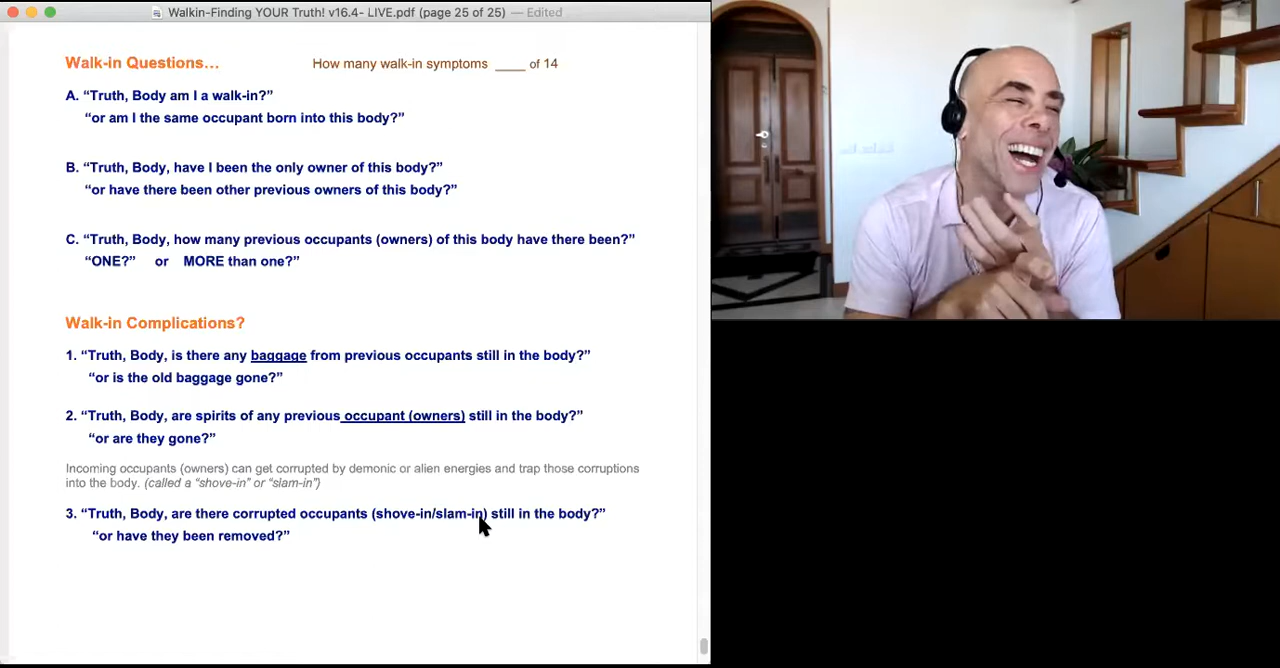 Walkin-Finding YOUR Truth! v16.4- LIVE.pdf (page 25 of 25) — Edited
Walk-in Questions…
How many walk-in symptoms ____ of 14
A. “Truth, Body am I a walk-in?”
“or am I the same occupant born into this body?”
B. “Truth, Body, have I been the only owner of this body?”
“or have there been other previous owners of this body?”
C. “Truth, Body, how many previous occupants (owners) of this body have there been?”
“ONE?” or MORE than one?”
Walk-in Complications?
1. “Truth, Body, is there any baggage from previous occupants still in the body?”
“or is the old baggage gone?”
2. “Truth, Body, are spirits of any previous occupant (owners) still in the body?”
“or are they gone?”
Incoming occupants (owners) can get corrupted by demonic or alien energies and trap those corruptions
into the body. (called a “shove-in” or “slam-in”)
3. “Truth, Body, are there corrupted occupants (shove-in/slam-in) still in the body?”
“or have they been removed?”